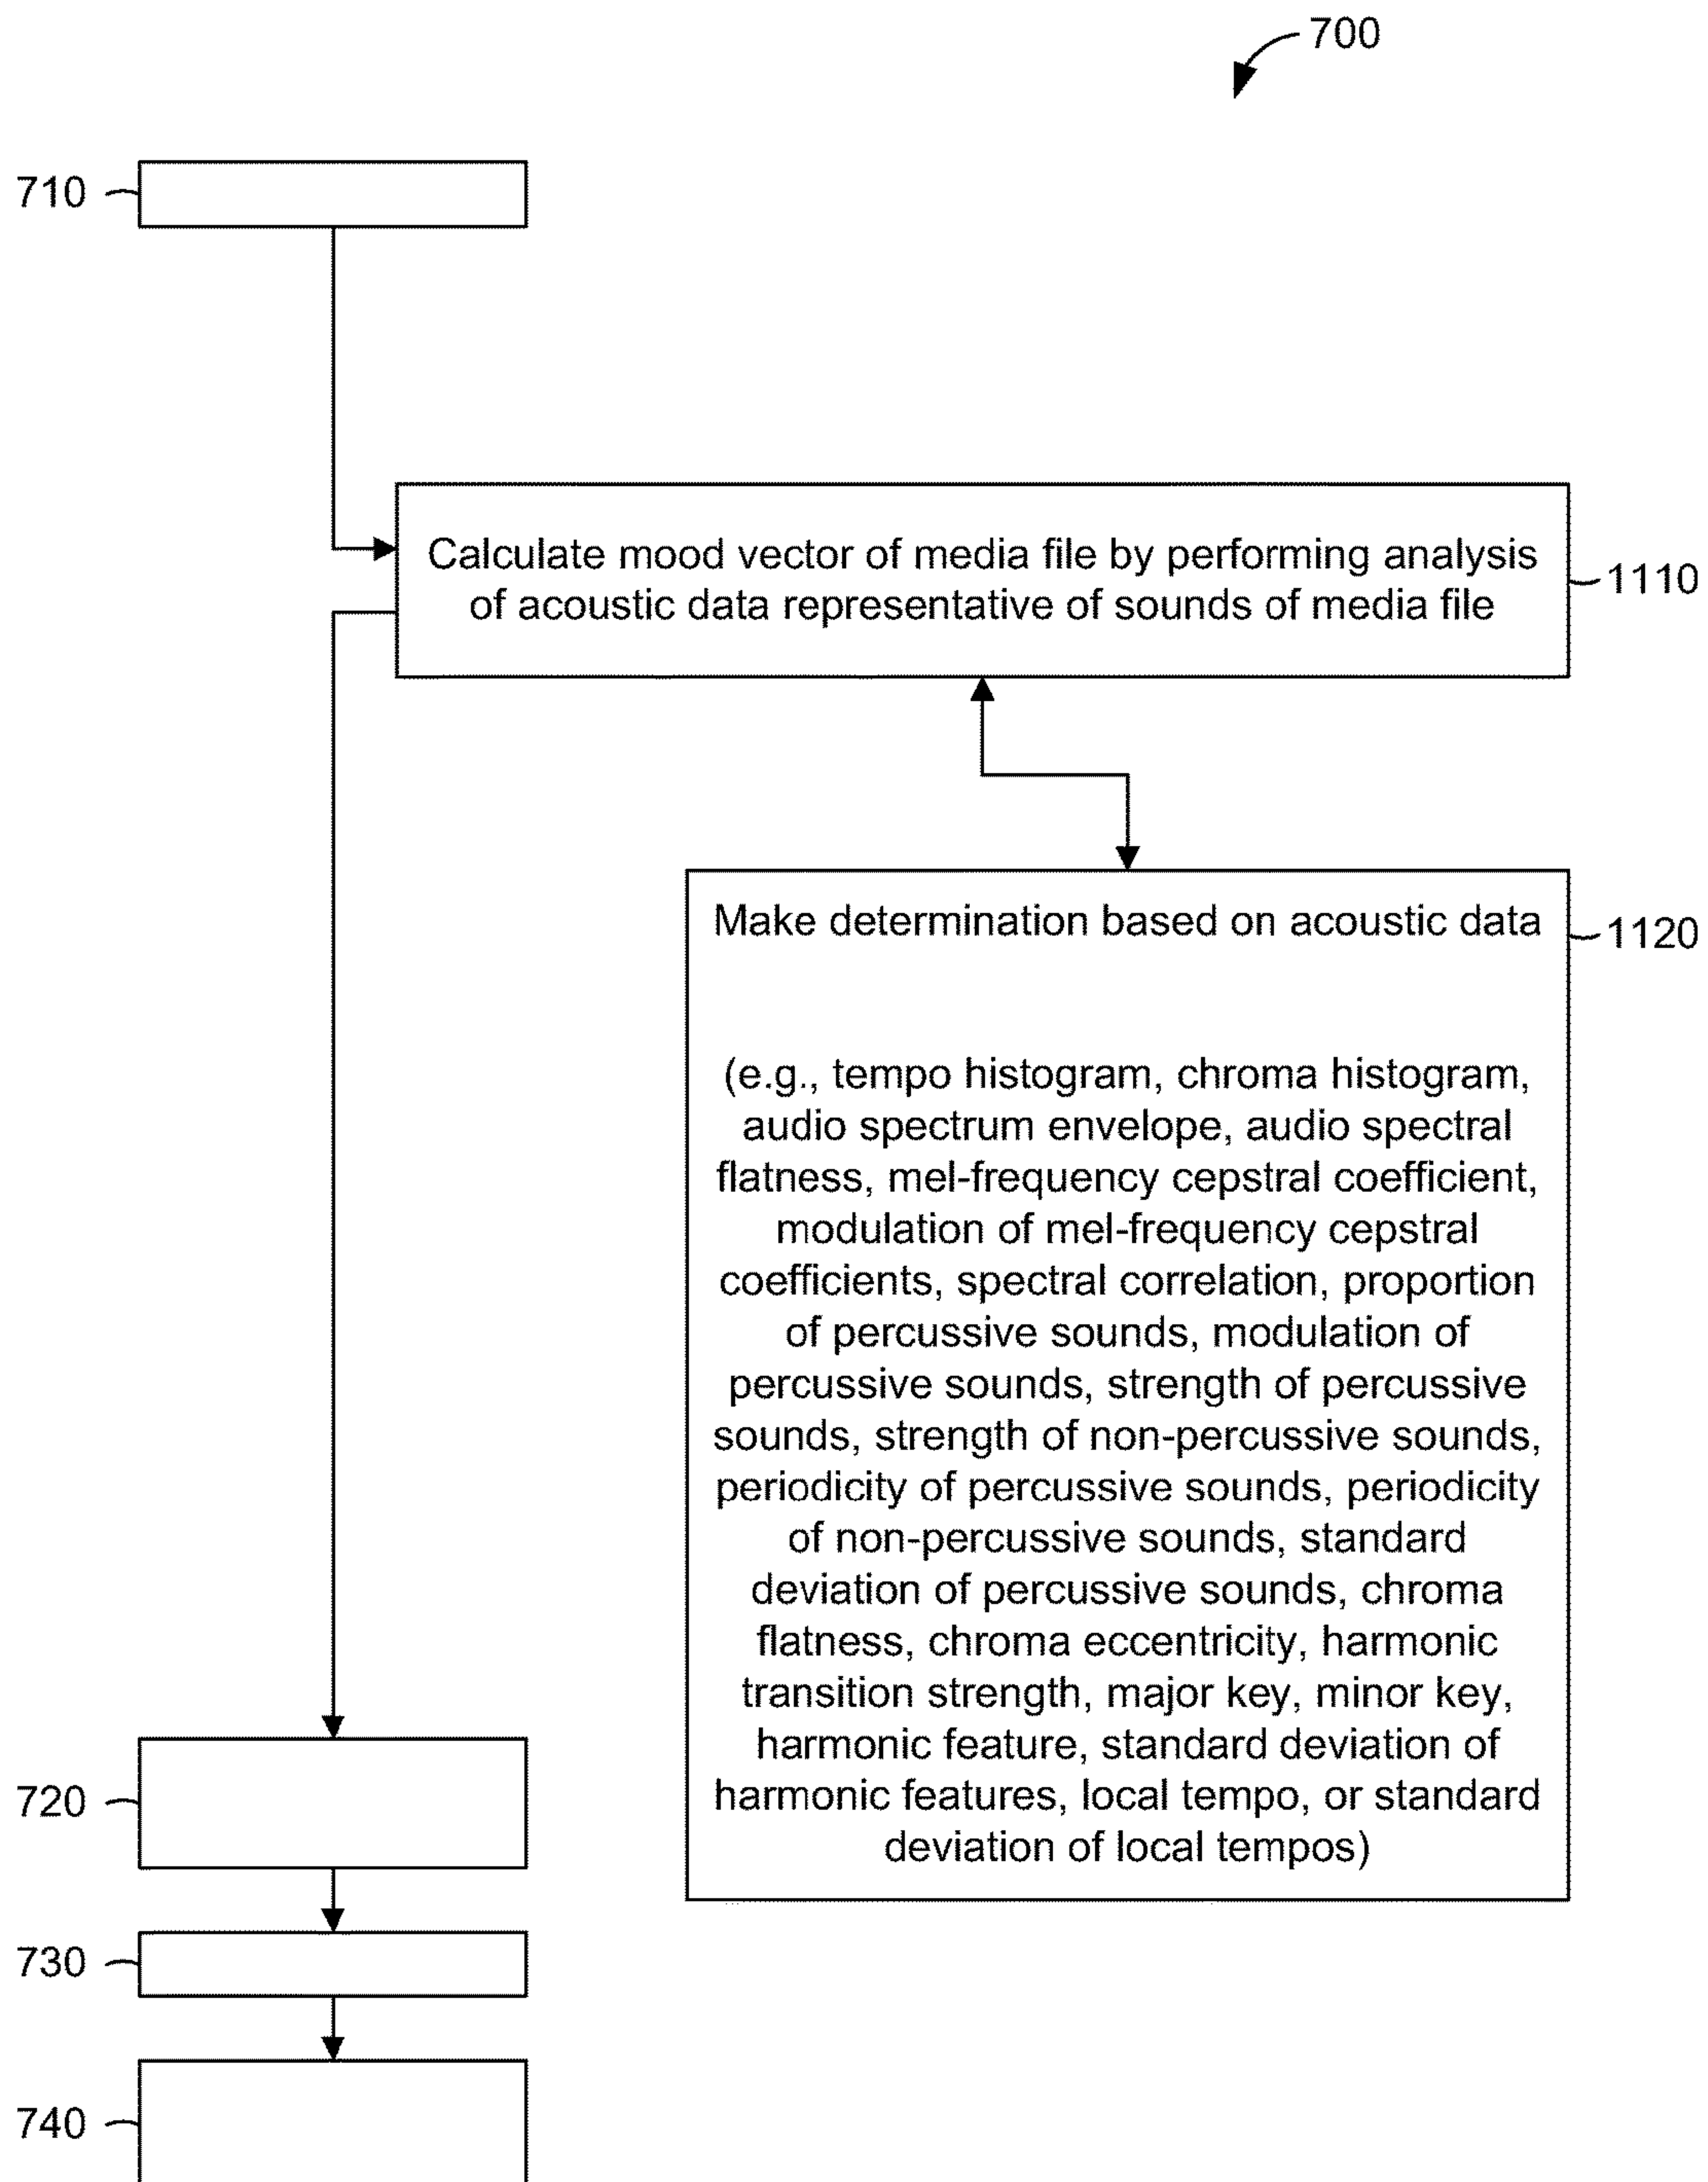 700
710
Calculate mood vector of media file by performing analysis
of acoustic data representative of sounds of media file
1110
Make determination based on acoustic data
1120
(e.g., tempo histogram, chroma histogram,
audio spectrum envelope, audio spectral
flatness, mel-frequency cepstral coefficient,
modulation of mel-frequency cepstral
coefficients, spectral correlation, proportion
of percussive sounds, modulation of
percussive sounds, strength of percussive
sounds, strength of non-percussive sounds,
periodicity of percussive sounds, periodicity
of non-percussive sounds, standard
deviation of percussive sounds, chroma
flatness, chroma eccentricity, harmonic
transition strength, major key, minor key,
harmonic feature, standard deviation of
harmonic features, local tempo, or standard
deviation of local tempos)
720
730
740